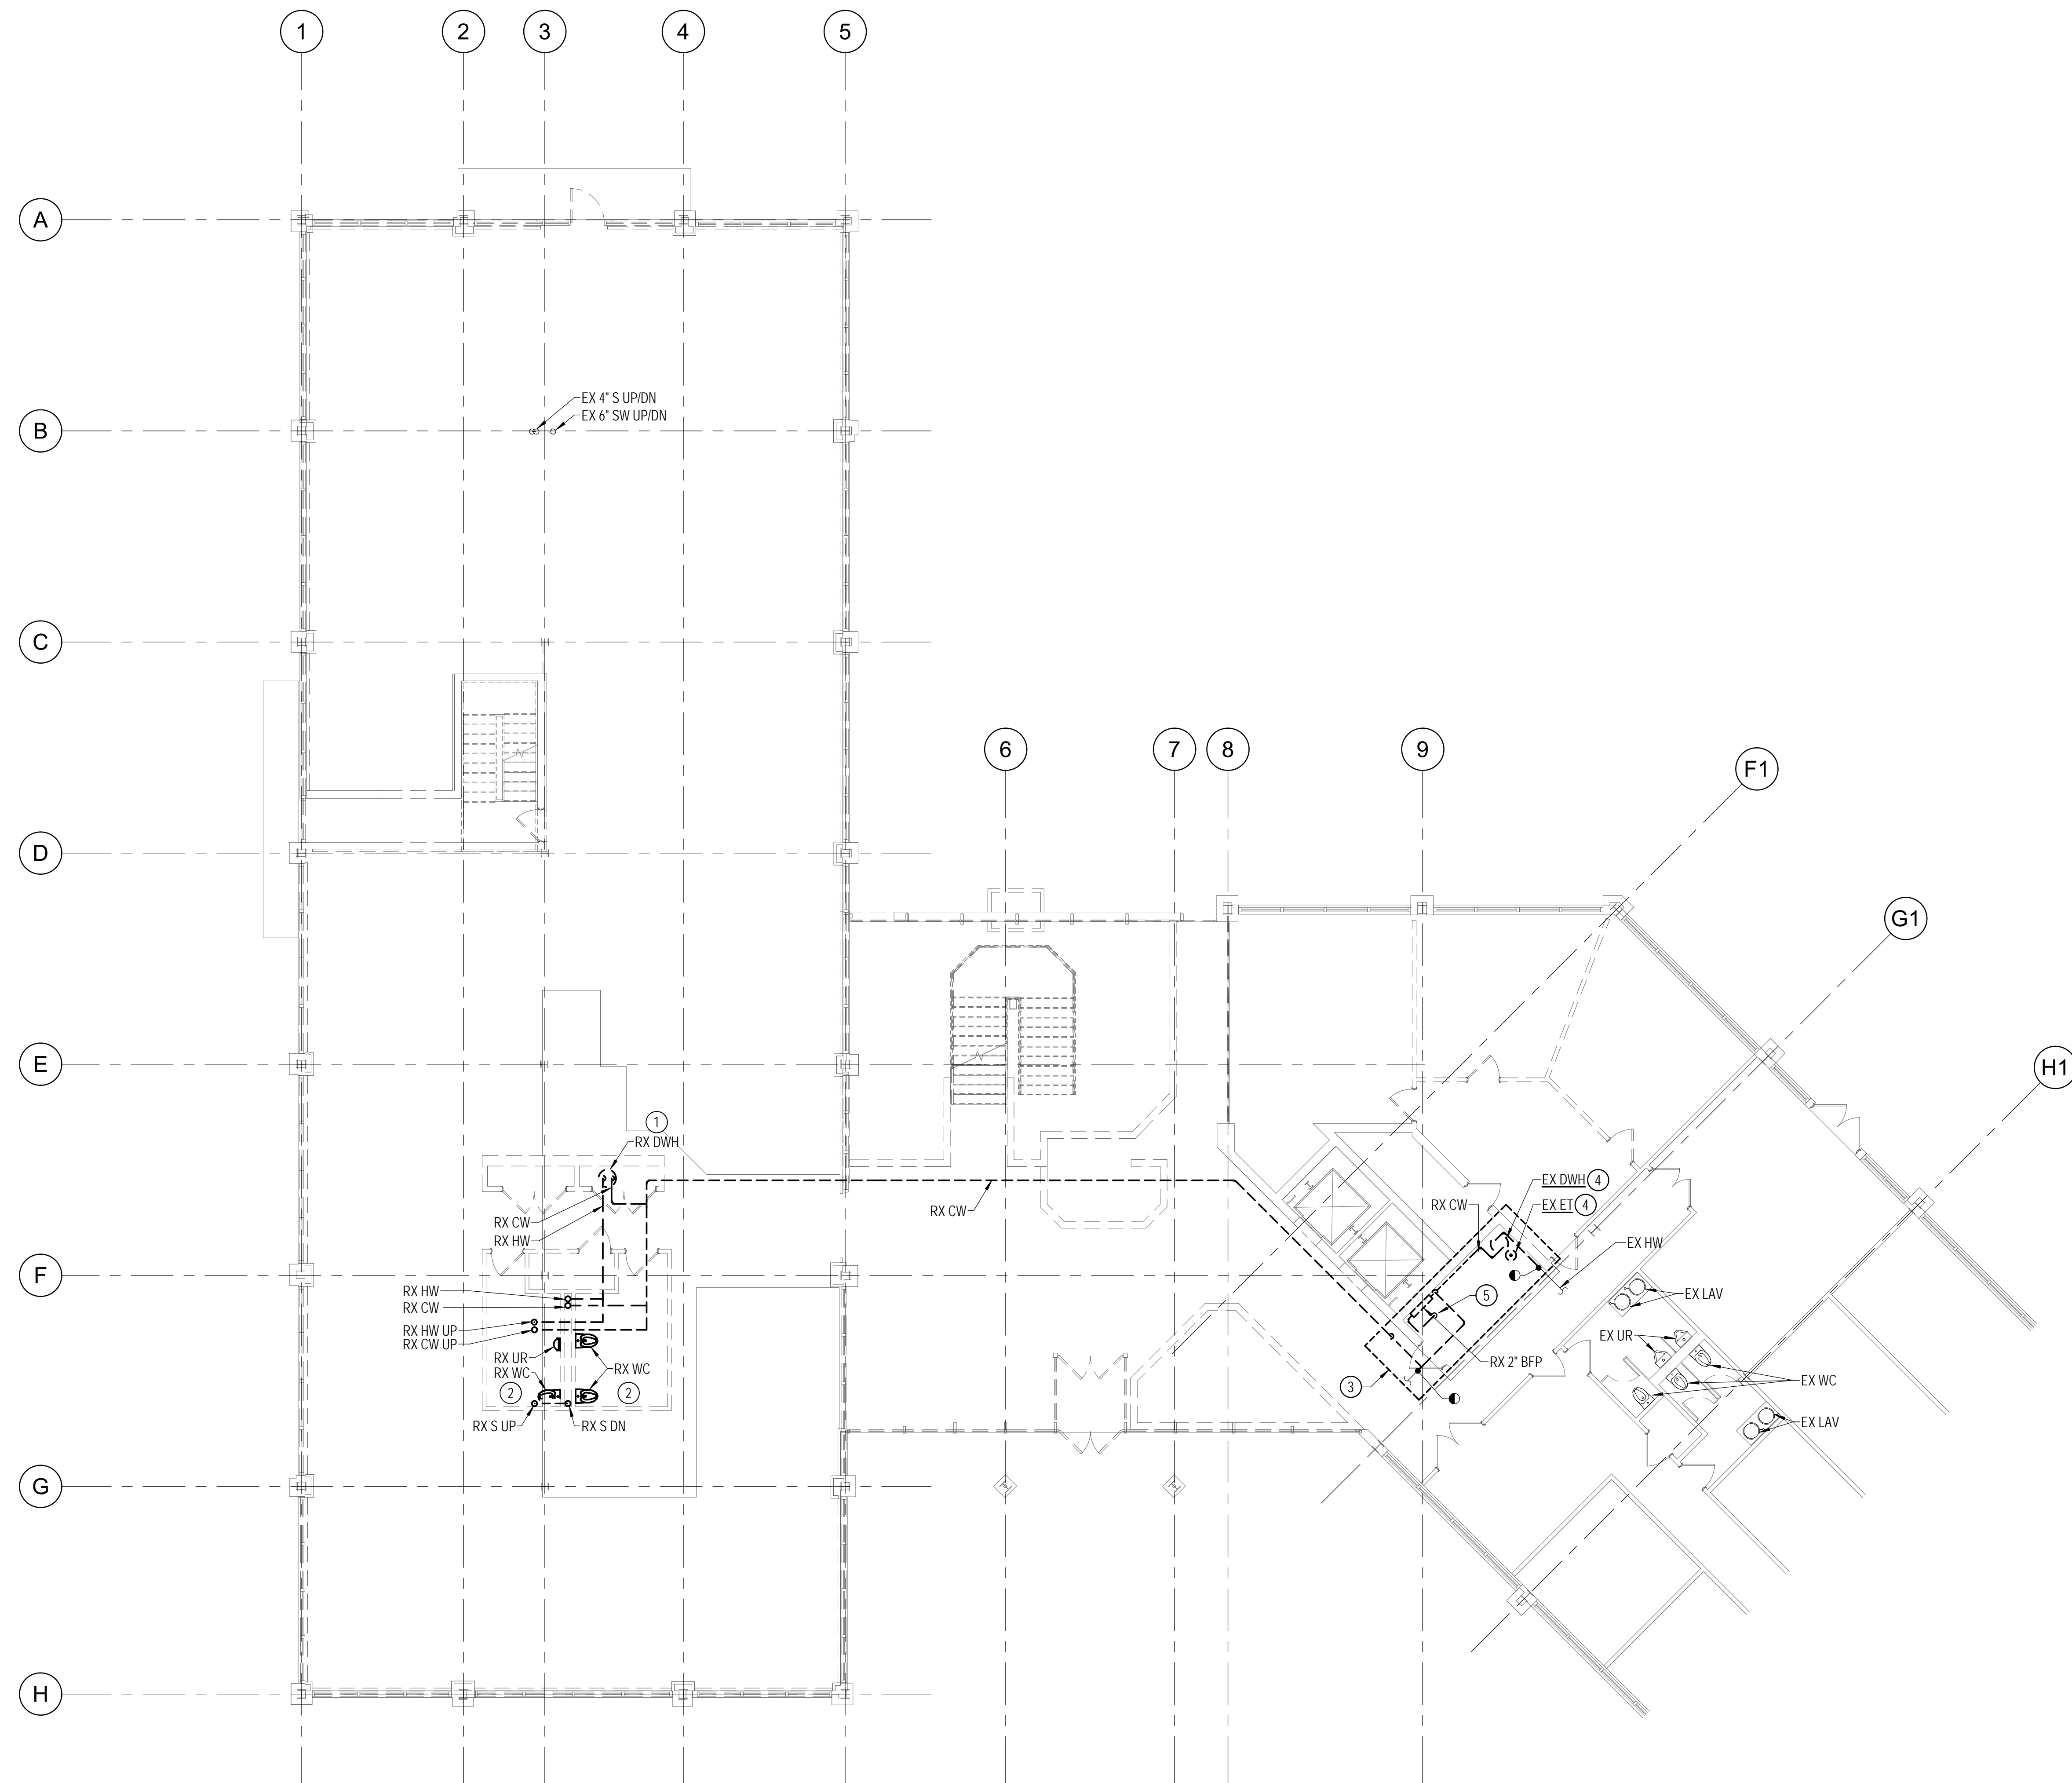 1
2
3
4
5
A
EX 4" S UP/DN
EX 6" SW UP/DN
B
C
6
7
8
9
F1
D
G1
E
H1
1
RX DWH
EX DWH 4
RX CW
EX ET 4
RX CW
RX CW
RX HW
EX HW
F
RX HW
RX CW
5
EX LAV
RX HW UP
RX CW UP
EX UR
RX UR
RX WC
RX WC
RX 2" BFP
EX WC
2
2
3
RX S UP
RX S DN
EX LAV
G
H